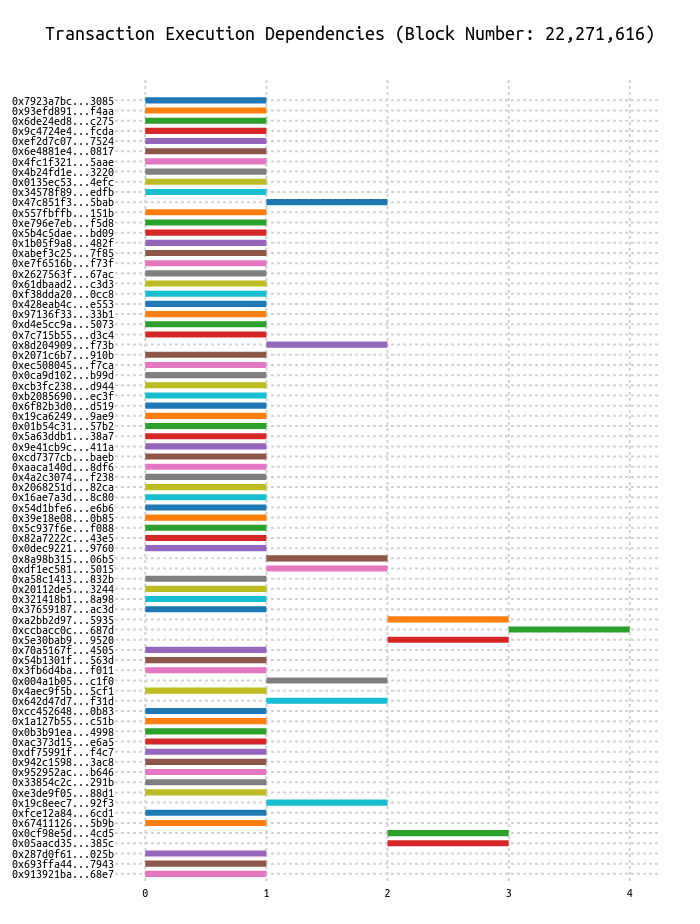 Transaction Execution Dependencies (Block Number: 22,271,616)
0x7923a7bc...3085
0x93efd891...f4aa
0x6de24ed8...c275
0x9c4724e4...fcda
0xef2d7c07...7524
0x6e4881e4...0817
0x4fc1f321...5aae
0x4b24fd1e...3220
0x0135ec53...4efc
0x34578f89...edfb
0x47c851f3...5bab
0x557fbffb...151b
0xe796e7eb...f5d8
0x5b4c5dae...bd09
0x1b05f9a8...482f
0xabef3c25...7f85
0xe7f6516b...f73f
0x2627563f...67ac
0x61dbaad2...c3d3
0xf38dda20...0cc8
0x428eab4c...e553
0x97136f33...33b1
0xd4e5cc9a...5073
0x7c715b55...d3c4
0x8d204909...f73b
0x2071c6b7...910b
0xec508045...f7ca
0x0ca9d102...b99d
0xcb3fc238...d944
0xb2085690...ec3f
0x6f82b3d0...d519
0x19ca6249...9ae9
0x01b54c31...57b2
0x5a63ddb1...38a7
0x9e41cb9c...411a
0xcd7377cb...baeb
0xaaca140d...8df6
0x4a2c3074...f238
0x2068251d...82ca
0x16ae7a3d...8c80
0x54d1bfe6...e6b6
0x39e18e08...0b85
0x5c937f6e...f088
0x82a7222c...43e5
0x0dec9221...9760
0x8a98b315...06b5
0xdf1ec581...5015
0xa58c1413...832b
0x20112de5...3244
0x321418b1...8a98
0x37659187...ac3d
0xa2bb2d97...5935
0xccbacc0c...687d
0x5e30bab9...9520
0x70a5167f...4505
0x54b1301f...563d
0x3fb6d4ba...f011
0x004a1b05...c1f0
0x4aec9f5b...5cf1
0x642d47d7...f31d
0xcc452648...0b83
0x1a127b55...c51b
0x0b3b91ea...4998
0xac373d15...e6a5
0xdf75991f...f4c7
0x942c1598...3ac8
0x952952ac...b646
0x33854c2c...291b
0xe3de9f05...88d1
0x19c8eec7...92f3
0xfce12a84...6cd1
0x67411126...5b9b
0x0cf98e5d...4cd5
0x05aacd35...385c
0x287d0f61...025b
0x693ffa44...7943
0x913921ba...68e7
0 1 2 3 4